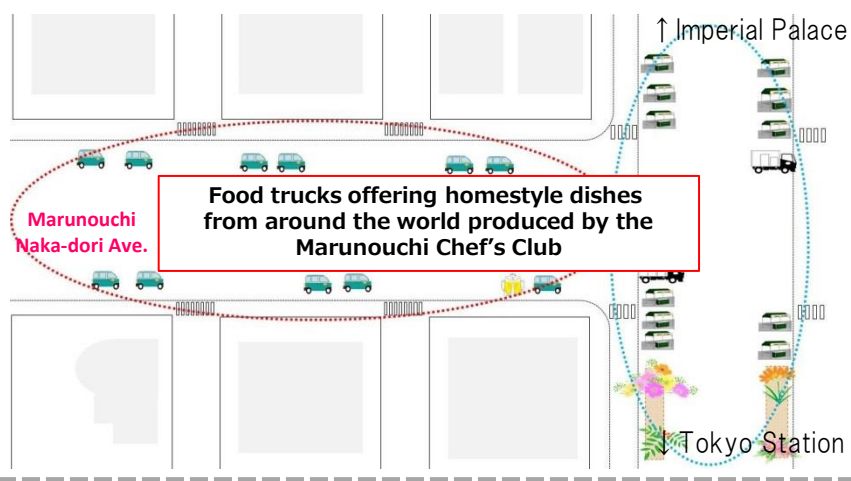 ↑Imperial Palace
Food trucks offering homestyle dishes
from around the world produced by the
Marunouchi Chef’s Club
Marunouchi
Naka-dori Ave.
↓Tokyo Station